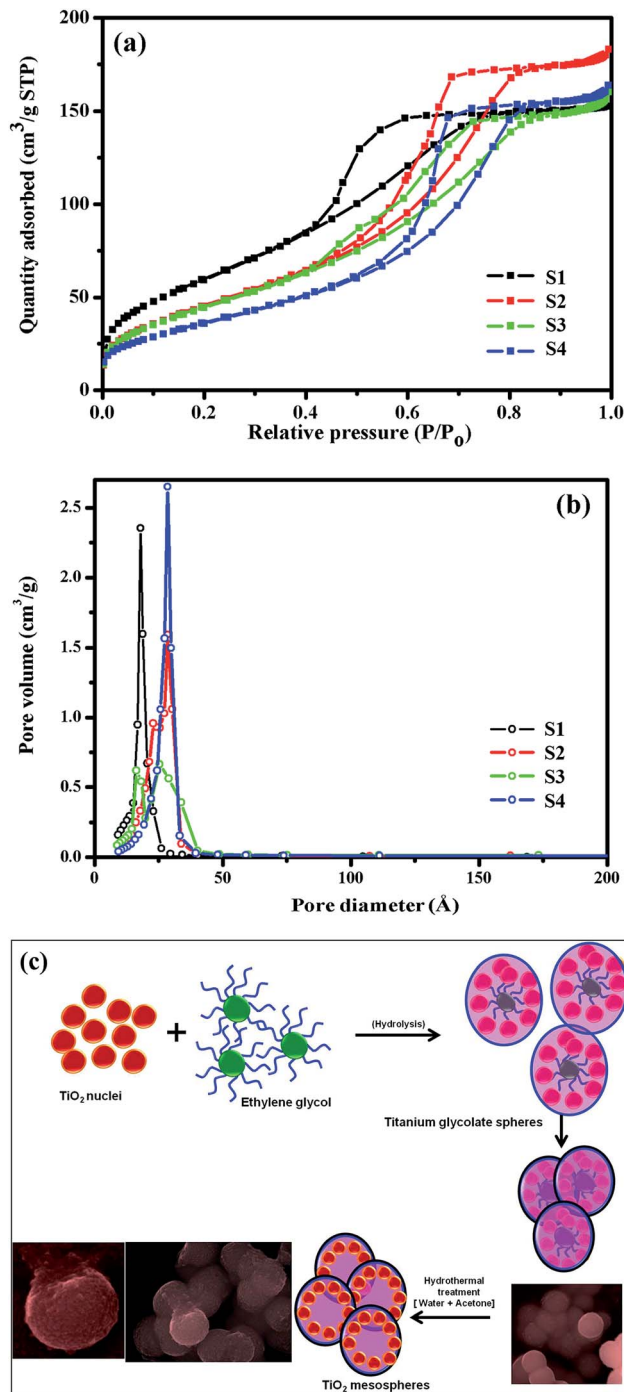 (a)
200
150
100
50
0
Quantity adsorbed (cm³/g STP)
S1
S2
S3
S4
0.0 0.2 0.4 0.6 0.8 1.0
Relative pressure (P/P₀)
(b)
2.5
2.0
1.5
1.0
0.5
0.0
Pore volume (cm³/g)
S1
S2
S3
S4
0 50 100 150 200
Pore diameter (Å)
(c)
+
(Hydrolysis)
TiO₂ nuclei
Ethylene glycol
Titanium glycolate spheres
Hydrothermal
treatment
[Water + Acetone]
TiO₂ mesospheres